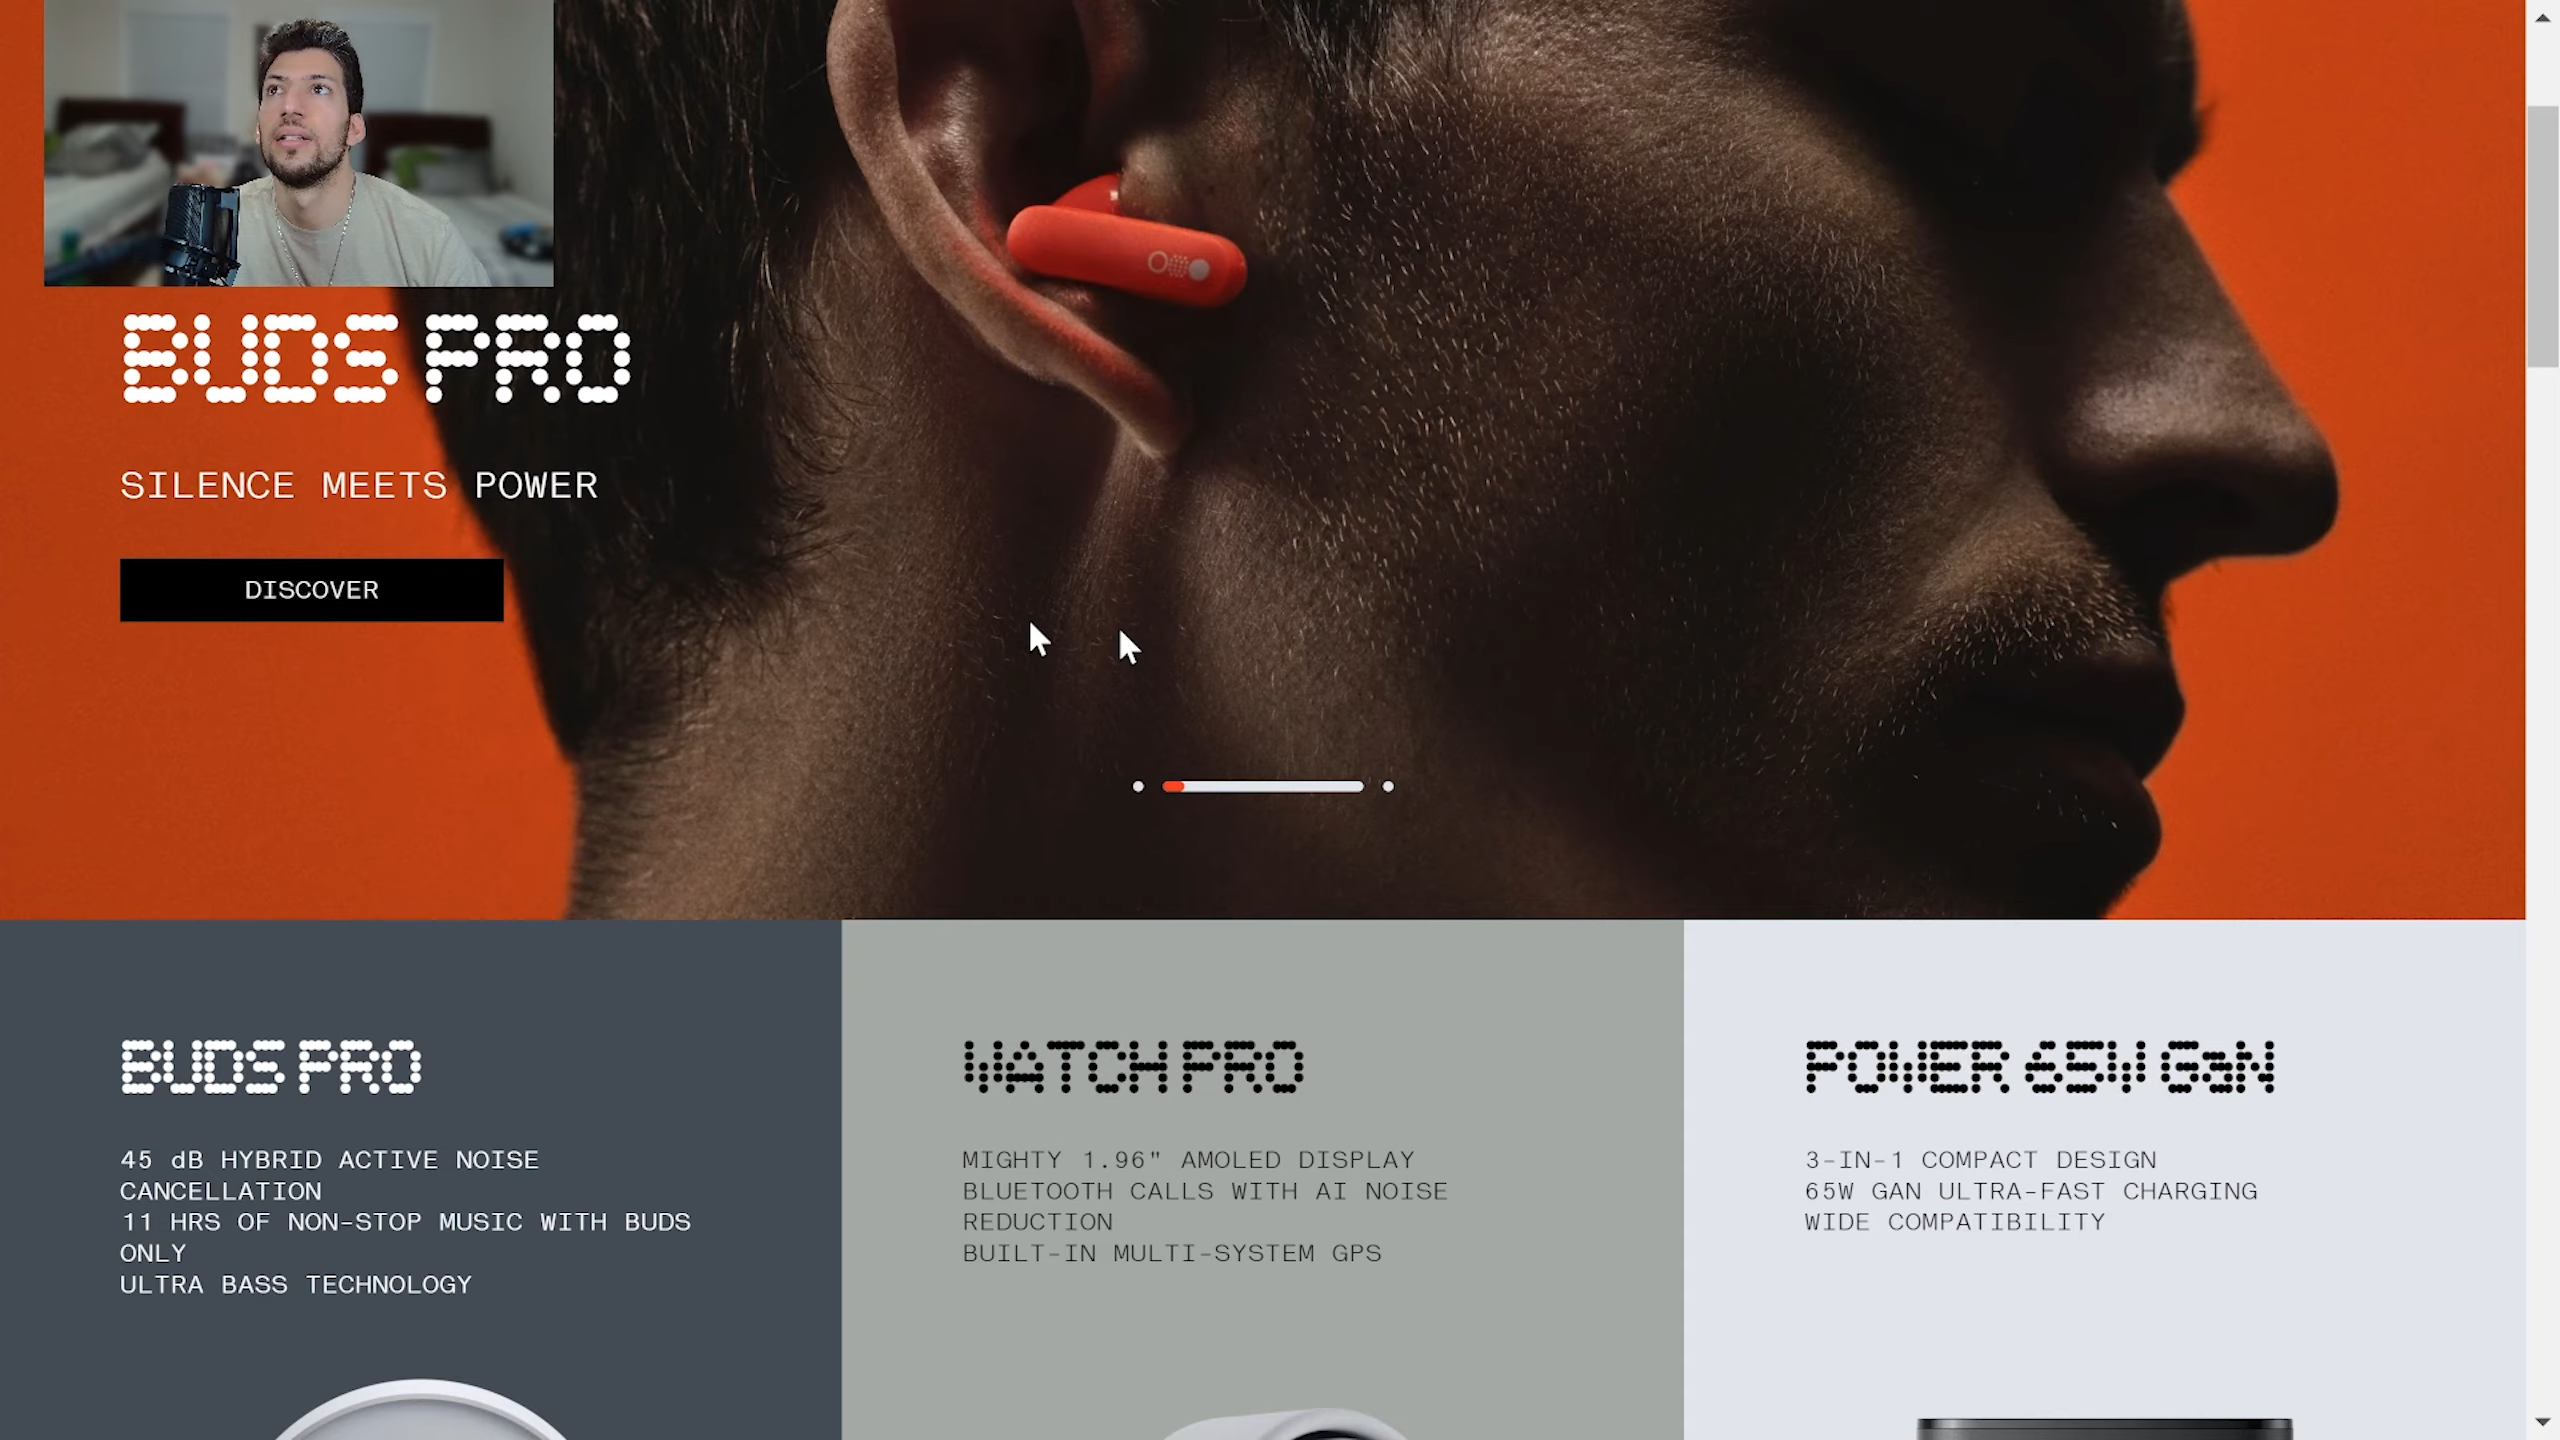 BUDS PRO
SILENCE MEETS POWER
DISCOVER
BUDS PRO
45 dB HYBRID ACTIVE NOISE
CANCELLATION
11 HRS OF NON-STOP MUSIC WITH BUDS
ONLY
ULTRA BASS TECHNOLOGY
WATCH PRO
MIGHTY 1.96" AMOLED DISPLAY
BLUETOOTH CALLS WITH AI NOISE
REDUCTION
BUILT-IN MULTI-SYSTEM GPS
POWER 65W GaN
3-IN-1 COMPACT DESIGN
65W GAN ULTRA-FAST CHARGING
WIDE COMPATIBILITY